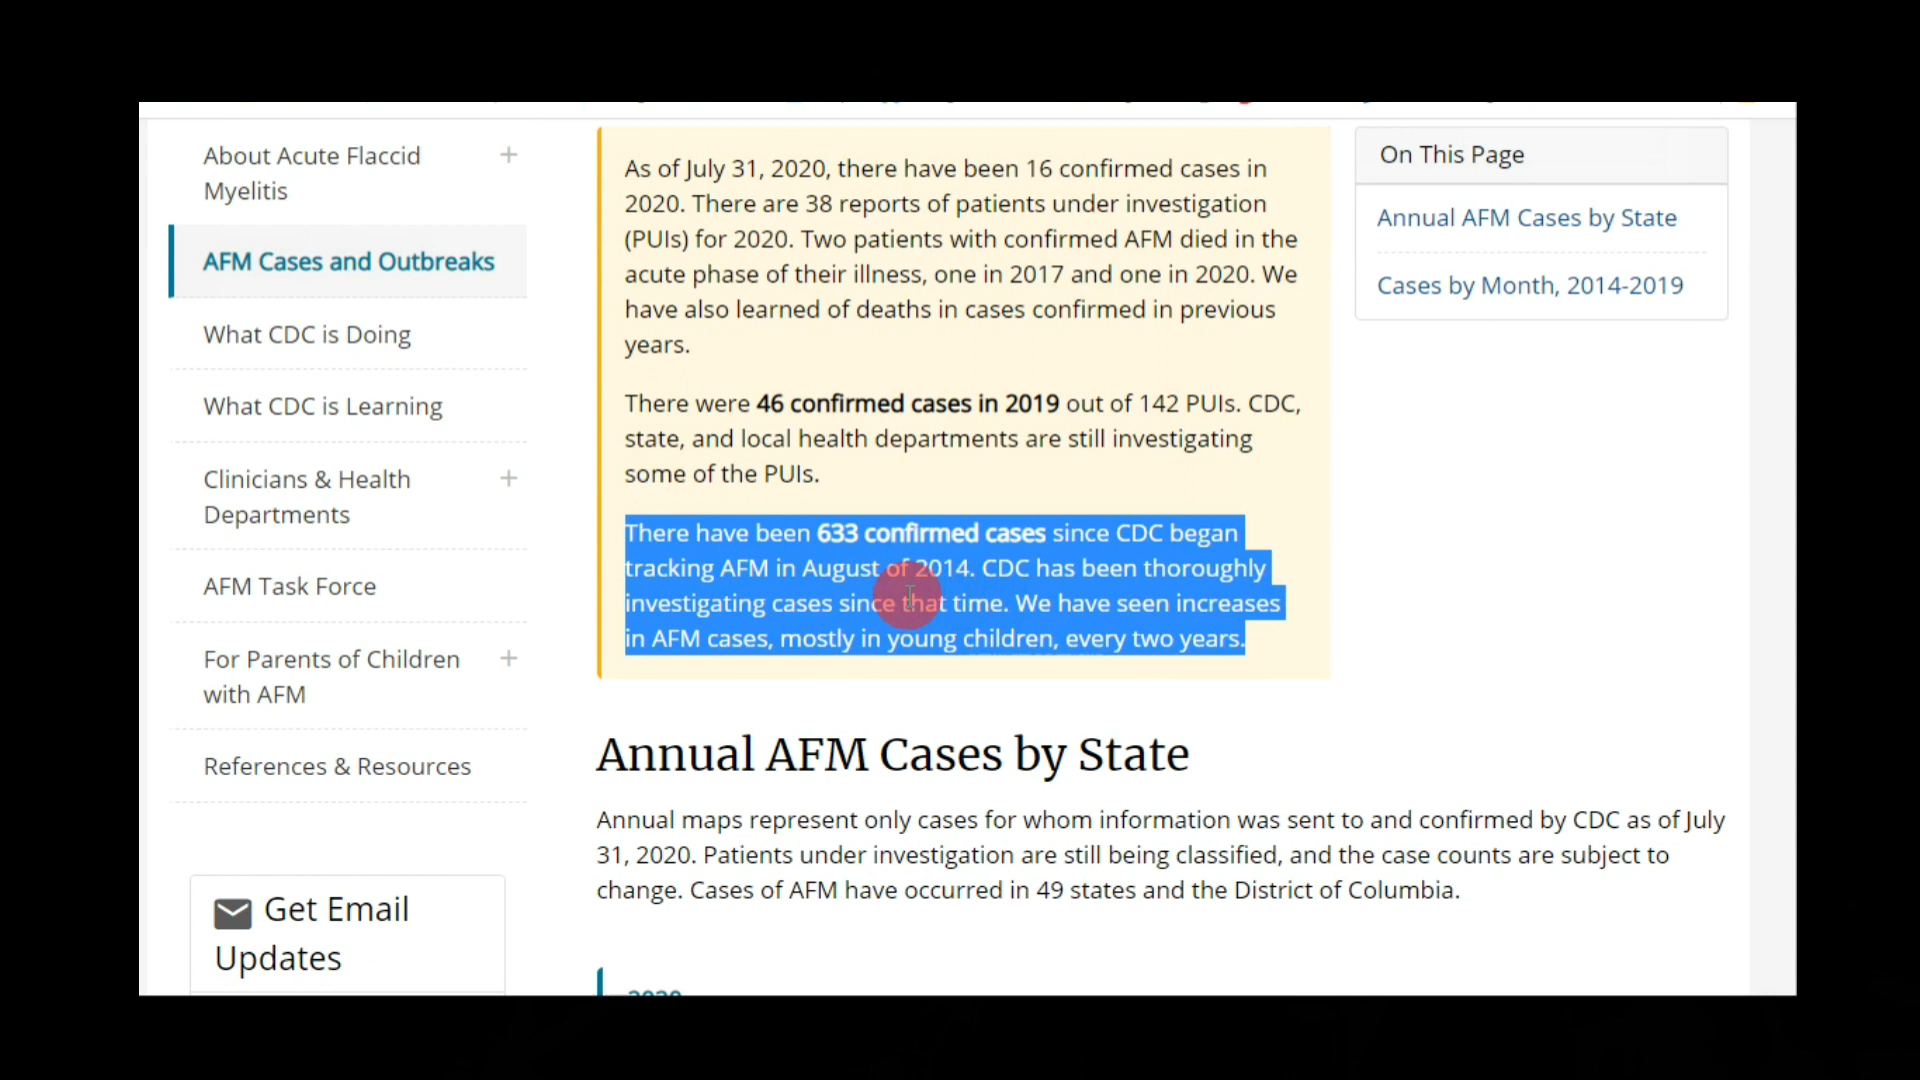 About Acute Flaccid
Myelitis
AFM Cases and Outbreaks
What CDC is Doing
What CDC is Learning
Clinicians & Health
Departments
AFM Task Force
For Parents of Children
with AFM
References & Resources
Get Email
Updates
As of July 31, 2020, there have been 16 confirmed cases in
2020. There are 38 reports of patients under investigation
(PUIs) for 2020. Two patients with confirmed AFM died in the
acute phase of their illness, one in 2017 and one in 2020. We
have also learned of deaths in cases confirmed in previous
years.
There were 46 confirmed cases in 2019 out of 142 PUIs. CDC,
state, and local health departments are still investigating
some of the PUIs.
There have been 633 confirmed cases since CDC began
tracking AFM in August of 2014. CDC has been thoroughly
investigating cases since that time. We have seen increases
in AFM cases, mostly in young children, every two years.
Annual AFM Cases by State
Annual maps represent only cases for whom information was sent to and confirmed by CDC as of July
31, 2020. Patients under investigation are still being classified, and the case counts are subject to
change. Cases of AFM have occurred in 49 states and the District of Columbia.
2020
On This Page
Annual AFM Cases by State
Cases by Month, 2014-2019